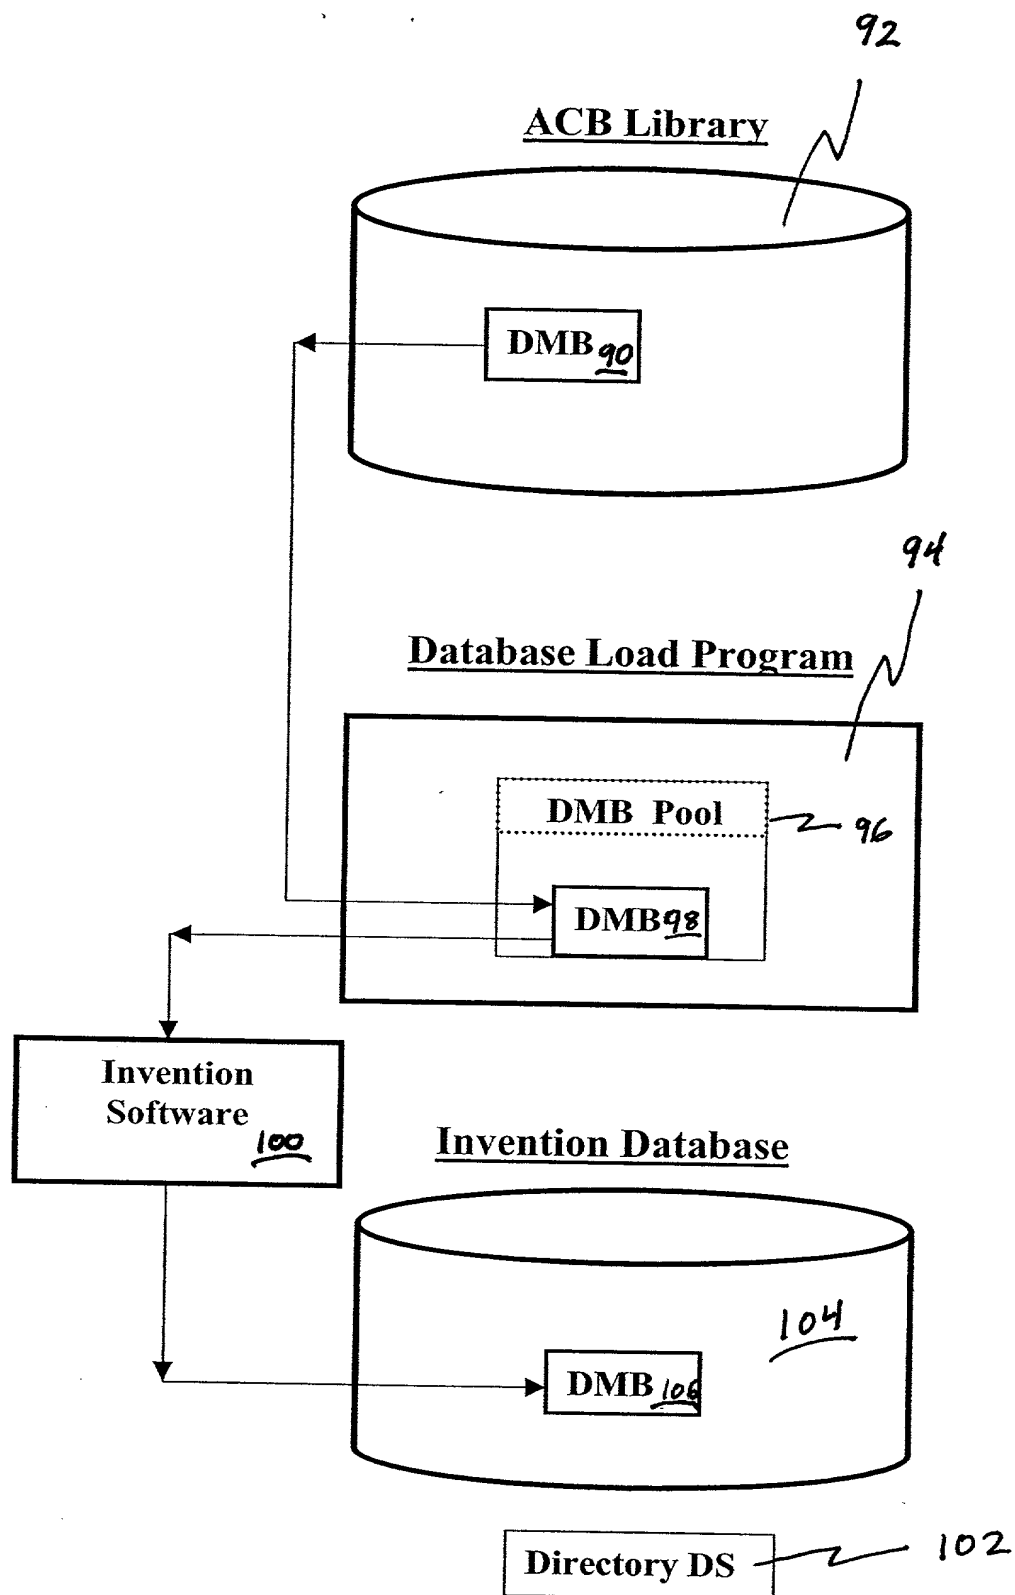 92
ACB Library
DMB 90
94
Database Load Program
DMB Pool
96
DMB 98
Invention
Software
100
Invention Database
104
DMB 106
Directory DS
102